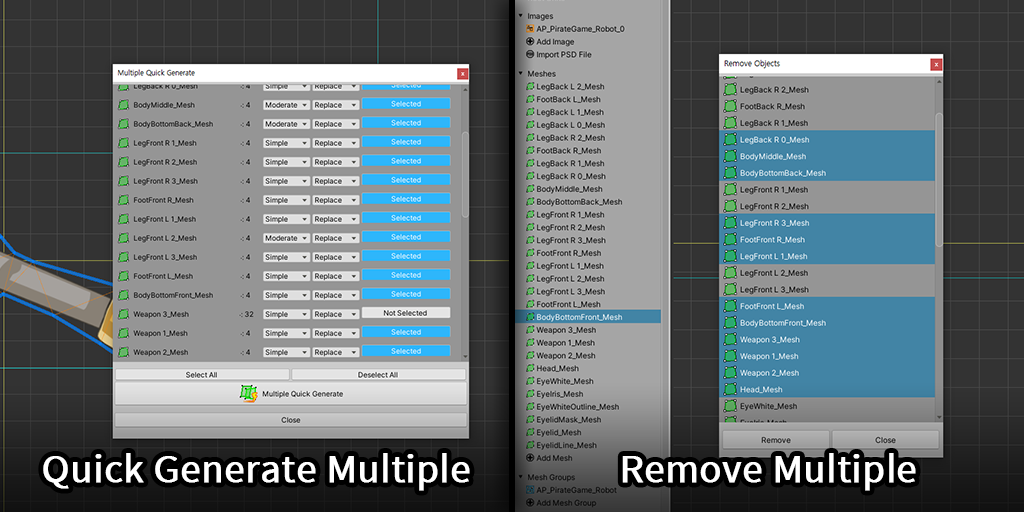 Multiple Quick Generate
x
LegBack R 0_Mesh -: 4 Simple Replace Selected
BodyMiddle_Mesh -: 4 Moderate Replace Selected
BodyBottomBack_Mesh -: 4 Moderate Replace Selected
LegFront R 1_Mesh -: 4 Simple Replace Selected
LegFront R 2_Mesh -: 4 Simple Replace Selected
LegFront R 3_Mesh -: 4 Simple Replace Selected
FootFront R_Mesh -: 4 Simple Replace Selected
LegFront L 1_Mesh -: 4 Simple Replace Selected
LegFront L 2_Mesh -: 4 Moderate Replace Selected
LegFront L 3_Mesh -: 4 Simple Replace Selected
FootFront L_Mesh -: 4 Simple Replace Selected
BodyBottomFront_Mesh -: 4 Simple Replace Selected
Weapon 3_Mesh -: 32 Simple Replace Not Selected
Weapon 1_Mesh -: 4 Simple Replace Selected
Weapon 2_Mesh -: 4 Simple Replace Selected
Select All Deselect All
Multiple Quick Generate
Close
Quick Generate Multiple
Images
AP_PirateGame_Robot_0
Add Image
Import PSD File
Meshes
LegBack L 2_Mesh
FootBack L_Mesh
LegBack L 1_Mesh
LegBack L 0_Mesh
LegBack R 2_Mesh
FootBack R_Mesh
LegBack R 1_Mesh
LegBack R 0_Mesh
BodyMiddle_Mesh
BodyBottomBack_Mesh
LegFront R 1_Mesh
LegFront R 2_Mesh
LegFront R 3_Mesh
FootFront R_Mesh
LegFront L 1_Mesh
LegFront L 2_Mesh
LegFront L 3_Mesh
FootFront L_Mesh
BodyBottomFront_Mesh
Weapon 3_Mesh
Weapon 1_Mesh
Weapon 2_Mesh
Head_Mesh
EyeWhite_Mesh
EyeIris_Mesh
EyeWhiteOutline_Mesh
EyelidMask_Mesh
Eyelid_Mesh
EyelidLine_Mesh
Add Mesh
Mesh Groups
AP_PirateGame_Robot
Add Mesh Group
Remove Objects
x
LegBack R 2_Mesh
FootBack R_Mesh
LegBack R 1_Mesh
LegBack R 0_Mesh
BodyMiddle_Mesh
BodyBottomBack_Mesh
LegFront R 1_Mesh
LegFront R 2_Mesh
LegFront R 3_Mesh
FootFront R_Mesh
LegFront L 1_Mesh
LegFront L 2_Mesh
LegFront L 3_Mesh
FootFront L_Mesh
BodyBottomFront_Mesh
Weapon 3_Mesh
Weapon 1_Mesh
Weapon 2_Mesh
Head_Mesh
EyeWhite_Mesh
EyeIris_Mesh
Remove Close
Remove Multiple